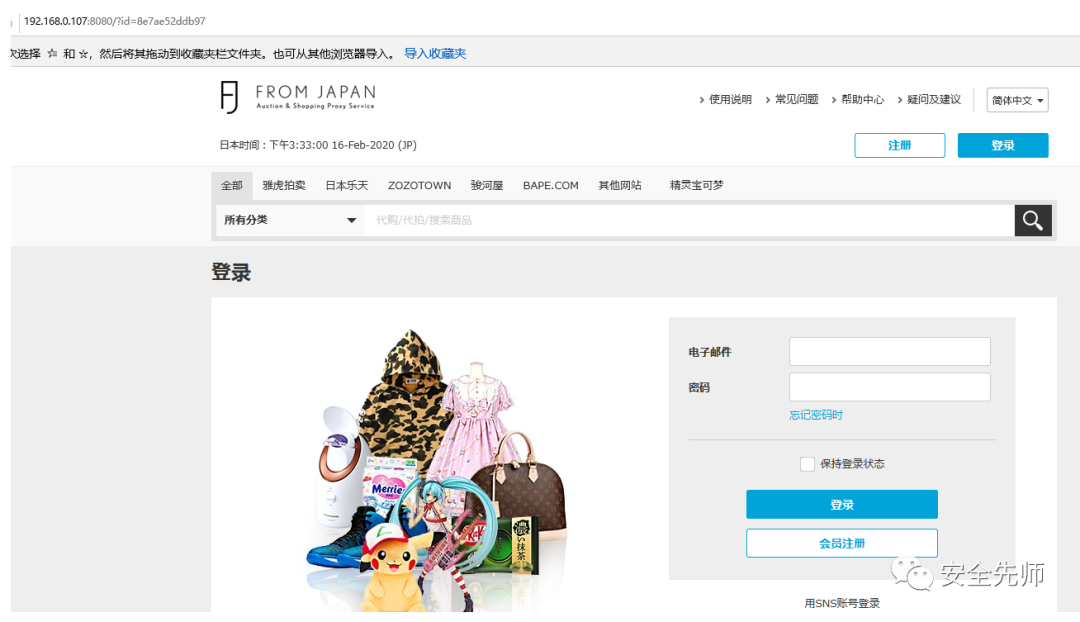 192.168.0.107:8080/?id=8e7ae52ddb97
次选择 ☆ 和 ☆，然后将其拖动到收藏夹栏文件夹。也可从其他浏览器导入。 导入收藏夹
FROM JAPAN
Auction & Shopping Proxy Service
使用说明 常见问题 帮助中心 疑问及建议 简体中文
日本时间：下午3:33:00 16-Feb-2020 (JP)
注册 登录
全部 雅虎拍卖 日本乐天 ZOZOTOWN 骏河屋 BAPE.COM 其他网站 精灵宝可梦
所有分类 代购/代拍/搜索商品
登录
电子邮件
密码
忘记密码时
保持登录状态
登录
会员注册
用SNS账号登录
Merries
濃い抹茶
安全先师